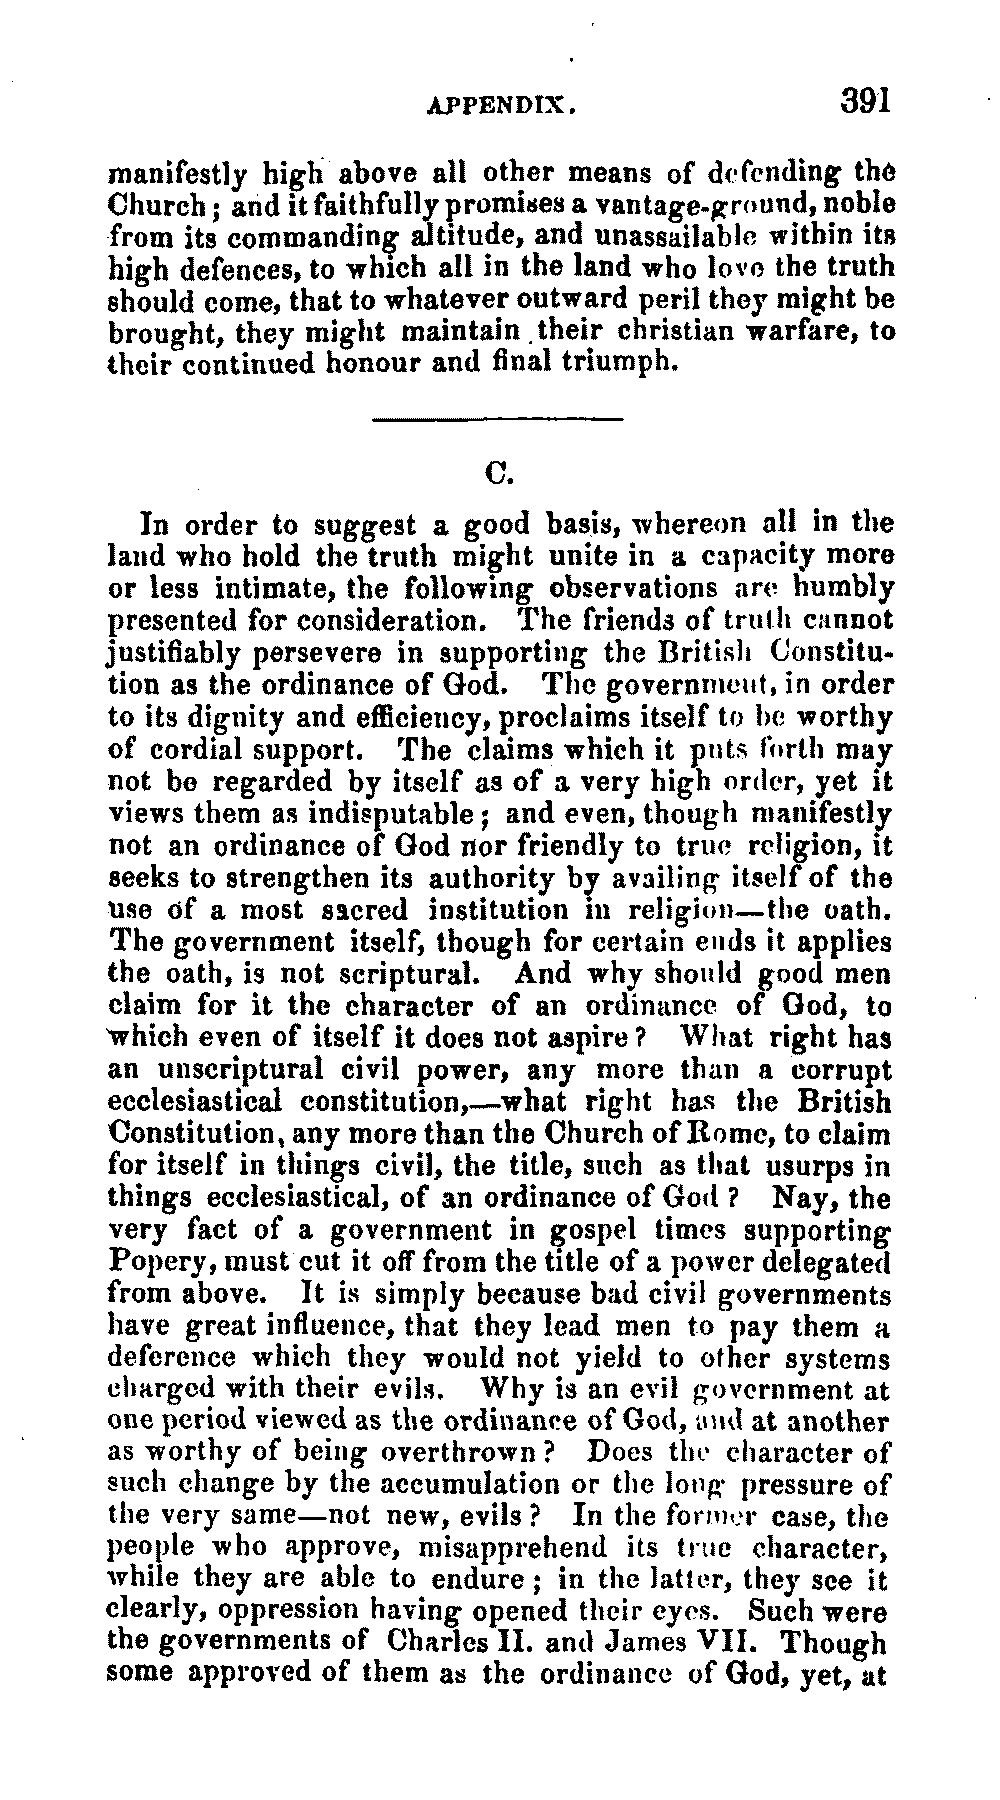 APPENDIX. 391
manifestly high above all other means of defending the
Church; and it faithfully promises a vantage-ground, noble
from its commanding altitude, and unassailable within its
high defences, to which all in the land who love the truth
should come, that to whatever outward peril they might be
brought, they might maintain their christian warfare, to
their continued honour and final triumph.
C.
In order to suggest a good basis, whereon all in the
land who hold the truth might unite in a capacity more
or less intimate, the following observations are humbly
presented for consideration. The friends of truth cannot
justifiably persevere in supporting the British Constitu-
tion as the ordinance of God. The government, in order
to its dignity and efficiency, proclaims itself to be worthy
of cordial support. The claims which it puts forth may
not be regarded by itself as of a very high order, yet it
views them as indisputable; and even, though manifestly
not an ordinance of God nor friendly to true religion, it
seeks to strengthen its authority by availing itself of the
use of a most sacred institution in religion—the oath.
The government itself, though for certain ends it applies
the oath, is not scriptural. And why should good men
claim for it the character of an ordinance of God, to
which even of itself it does not aspire? What right has
an unscriptural civil power, any more than a corrupt
ecclesiastical constitution,—what right has the British
Constitution, any more than the Church of Rome, to claim
for itself in things civil, the title, such as that usurps in
things ecclesiastical, of an ordinance of God? Nay, the
very fact of a government in gospel times supporting
Popery, must cut it off from the title of a power delegated
from above. It is simply because bad civil governments
have great influence, that they lead men to pay them a
deference which they would not yield to other systems
charged with their evils. Why is an evil government at
one period viewed as the ordinance of God, and at another
as worthy of being overthrown? Does the character of
such change by the accumulation or the long pressure of
the very same—not new, evils? In the former case, the
people who approve, misapprehend its true character,
while they are able to endure; in the latter, they see it
clearly, oppression having opened their eyes. Such were
the governments of Charles II. and James VII. Though
some approved of them as the ordinance of God, yet, at